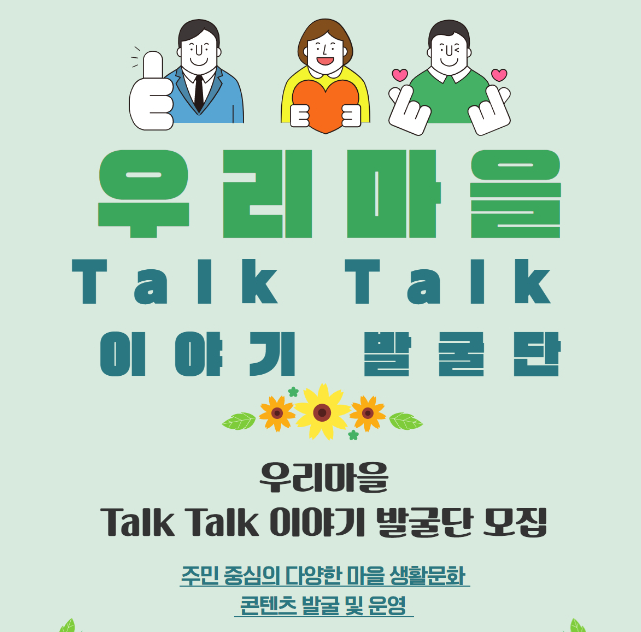 우리마을
Talk Talk
이야기 발굴단
우리마을
Talk Talk 이야기 발굴단 모집
주민 중심의 다양한 마을 생활문화
콘텐츠 발굴 및 운영